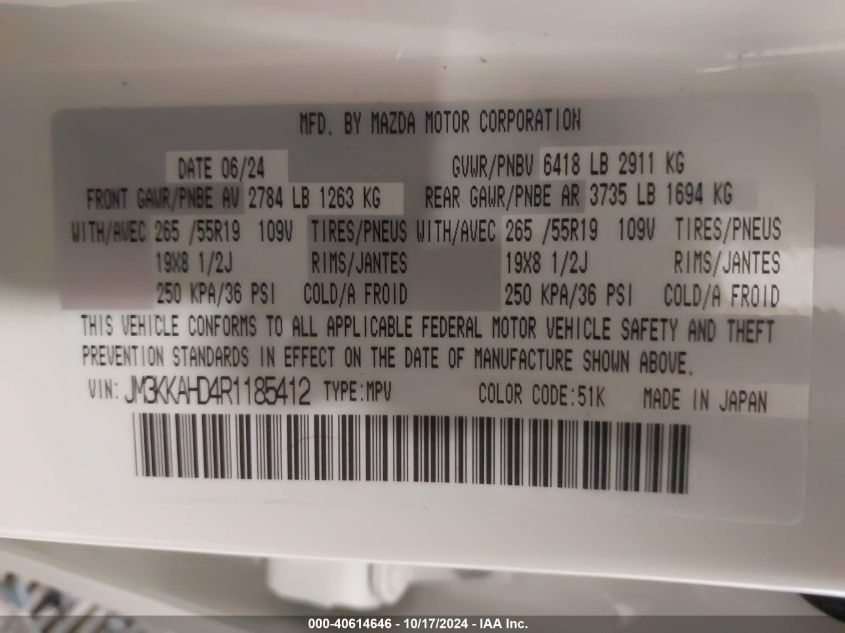 MFD. BY MAZDA MOTOR CORPORATION
DATE 06/24 GVWR/PNBV 6418 LB 2911 KG
FRONT GAWR/PNBE AV 2784 LB 1263 KG REAR GAWR/PNBE AR 3735 LB 1694 KG
WITH/AVEC 265 /55R19 109V TIRES/PNEUS WITH/AVEC 265 /55R19 109V TIRES/PNEUS
19X8 1/2J RIMS/JANTES 19X8 1/2J RIMS/JANTES
250 KPA/36 PSI COLD/A FROID 250 KPA/36 PSI COLD/A FROID
THIS VEHICLE CONFORMS TO ALL APPLICABLE FEDERAL MOTOR VEHICLE SAFETY AND THEFT
PREVENTION STANDARDS IN EFFECT ON THE DATE OF MANUFACTURE SHOWN ABOVE.
VIN: JM3KKAHD4R1185412 TYPE:MPV COLOR CODE:51K MADE IN JAPAN
000-40614646 - 10/17/2024 - IAA Inc.